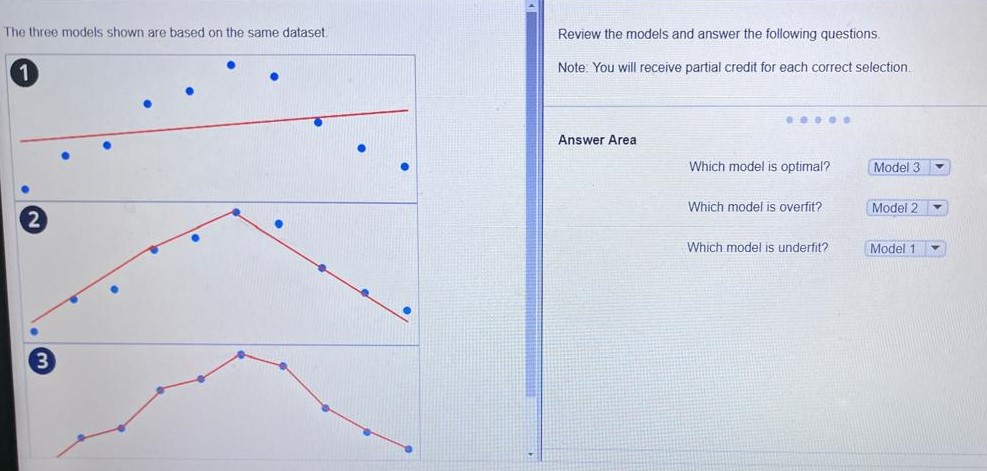 The three models shown are based on the same dataset.
1
2
3
Review the models and answer the following questions.
Note: You will receive partial credit for each correct selection.
Answer Area
Which model is optimal? Model 3
Which model is overfit? Model 2
Which model is underfit? Model 1